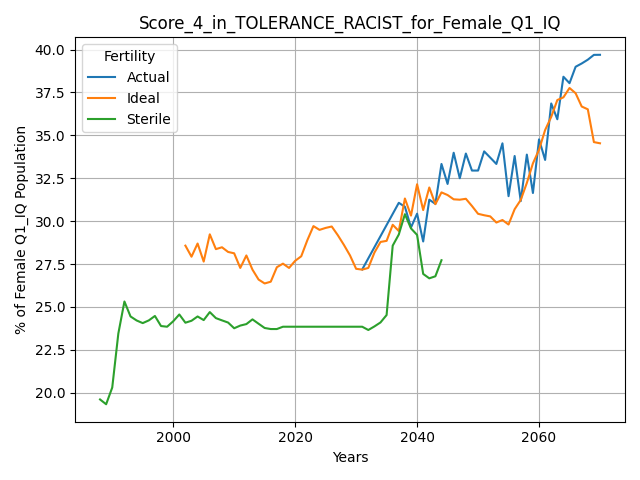 Score_4_in_TOLERANCE_RACIST_for_Female_Q1_IQ
Fertility
Actual
Ideal
Sterile
40.0
37.5
35.0
32.5
30.0
27.5
25.0
22.5
20.0
% of Female Q1_IQ Population
2000
2020
2040
2060
Years